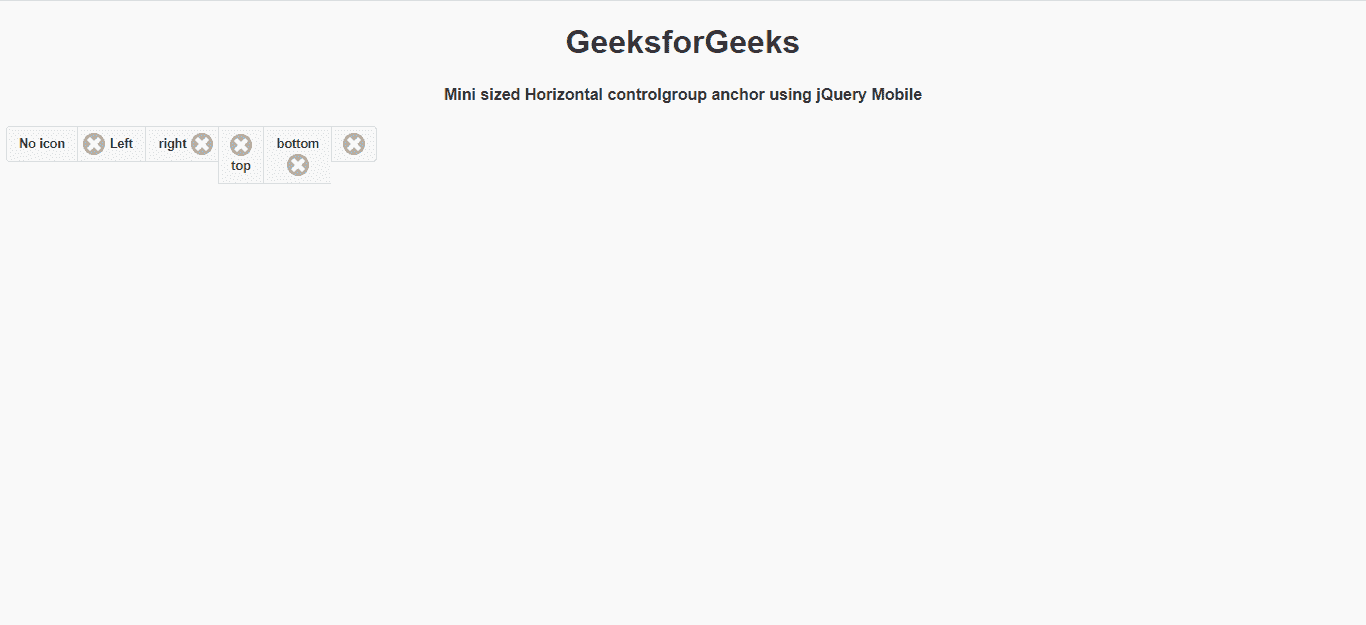 GeeksforGeeks
Mini sized Horizontal controlgroup anchor using jQuery Mobile
No icon
Left
right
top
bottom